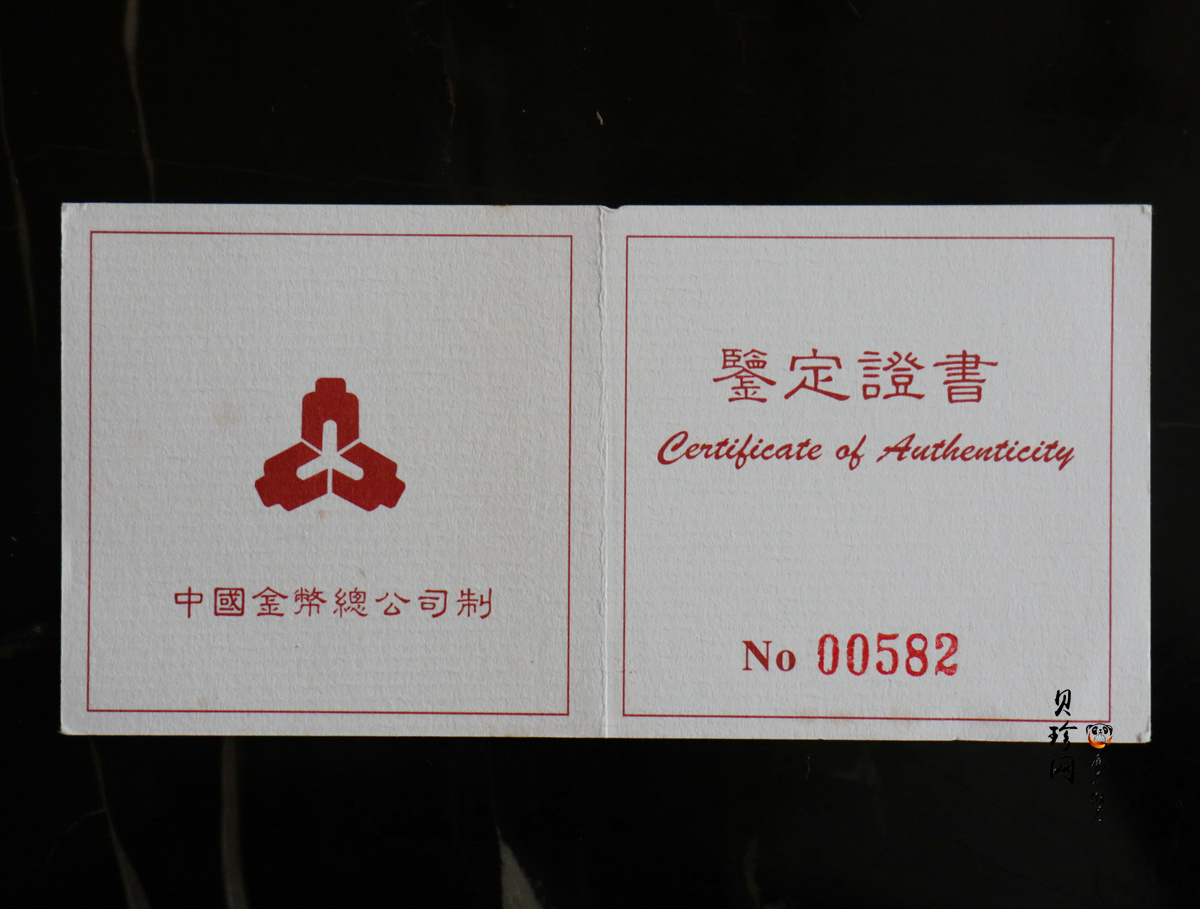 中國金幣總公司制
鑒定證書
Certificate of Authenticity
No 00582
贝珍网